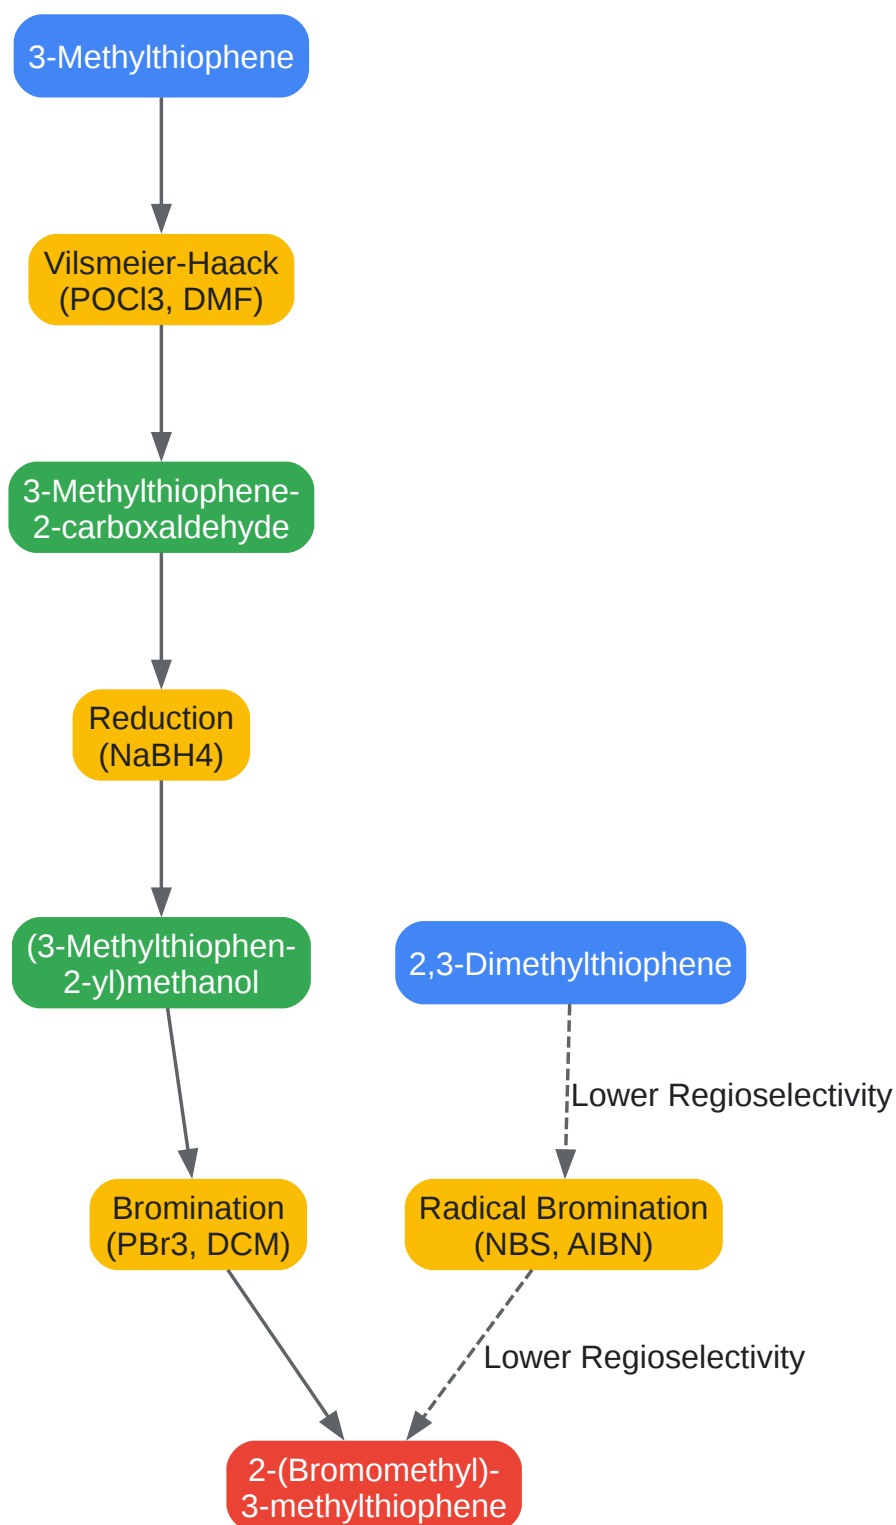 3-Methylthiophene
Vilsmeier-Haack
(POCl3, DMF)
3-Methylthiophene-
2-carboxaldehyde
Reduction
(NaBH4)
(3-Methylthiophen-
2-yl)methanol
2,3-Dimethylthiophene
Lower Regioselectivity
Bromination
(PBr3, DCM)
Radical Bromination
(NBS, AIBN)
Lower Regioselectivity
2-(Bromomethyl)-
3-methylthiophene